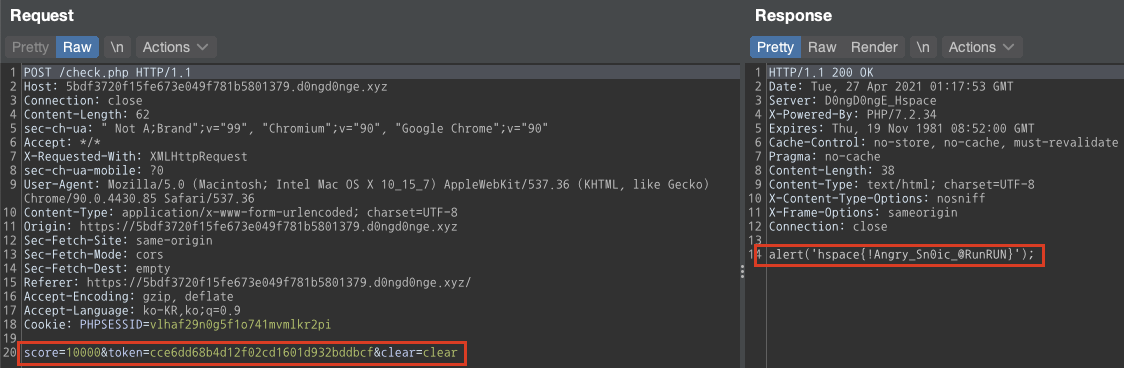 Request
Pretty Raw \n Actions
1 POST /check.php HTTP/1.1
2 Host: 5bdf3720f15fe673e049f781b5801379.d0ngd0nge.xyz
3 Connection: close
4 Content-Length: 62
5 sec-ch-ua: " Not A;Brand";v="99", "Chromium";v="90", "Google Chrome";v="90"
6 Accept: */*
7 X-Requested-With: XMLHttpRequest
8 sec-ch-ua-mobile: ?0
9 User-Agent: Mozilla/5.0 (Macintosh; Intel Mac OS X 10_15_7) AppleWebKit/537.36 (KHTML, like Gecko)
Chrome/90.0.4430.85 Safari/537.36
10 Content-Type: application/x-www-form-urlencoded; charset=UTF-8
11 Origin: https://5bdf3720f15fe673e049f781b5801379.d0ngd0nge.xyz
12 Sec-Fetch-Site: same-origin
13 Sec-Fetch-Mode: cors
14 Sec-Fetch-Dest: empty
15 Referer: https://5bdf3720f15fe673e049f781b5801379.d0ngd0nge.xyz/
16 Accept-Encoding: gzip, deflate
17 Accept-Language: ko-KR,ko;q=0.9
18 Cookie: PHPSESSID=vlhaf29n0g5f1o741mvmlkr2pi
19
20 score=10000&token=cce6dd68b4d12f02cd1601d932bddbcf&clear=clear
Response
Pretty Raw Render \n Actions
1 HTTP/1.1 200 OK
2 Date: Tue, 27 Apr 2021 01:17:53 GMT
3 Server: D0ngD0ngE_Hspace
4 X-Powered-By: PHP/7.2.34
5 Expires: Thu, 19 Nov 1981 08:52:00 GMT
6 Cache-Control: no-store, no-cache, must-revalidate
7 Pragma: no-cache
8 Content-Length: 38
9 Content-Type: text/html; charset=UTF-8
10 X-Content-Type-Options: nosniff
11 X-Frame-Options: sameorigin
12 Connection: close
13
14 alert('hspace{!Angry_Sn0ic_@RunRUN}');